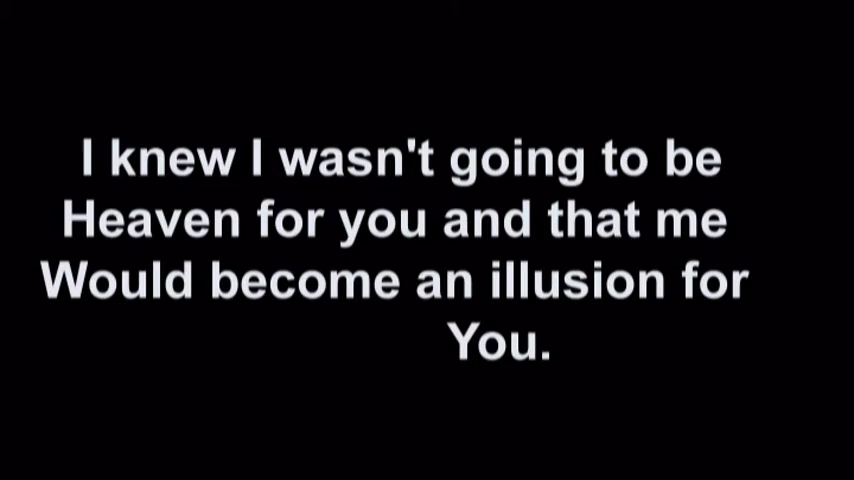 I knew I wasn't going to be
Heaven for you and that me
Would become an illusion for
You.